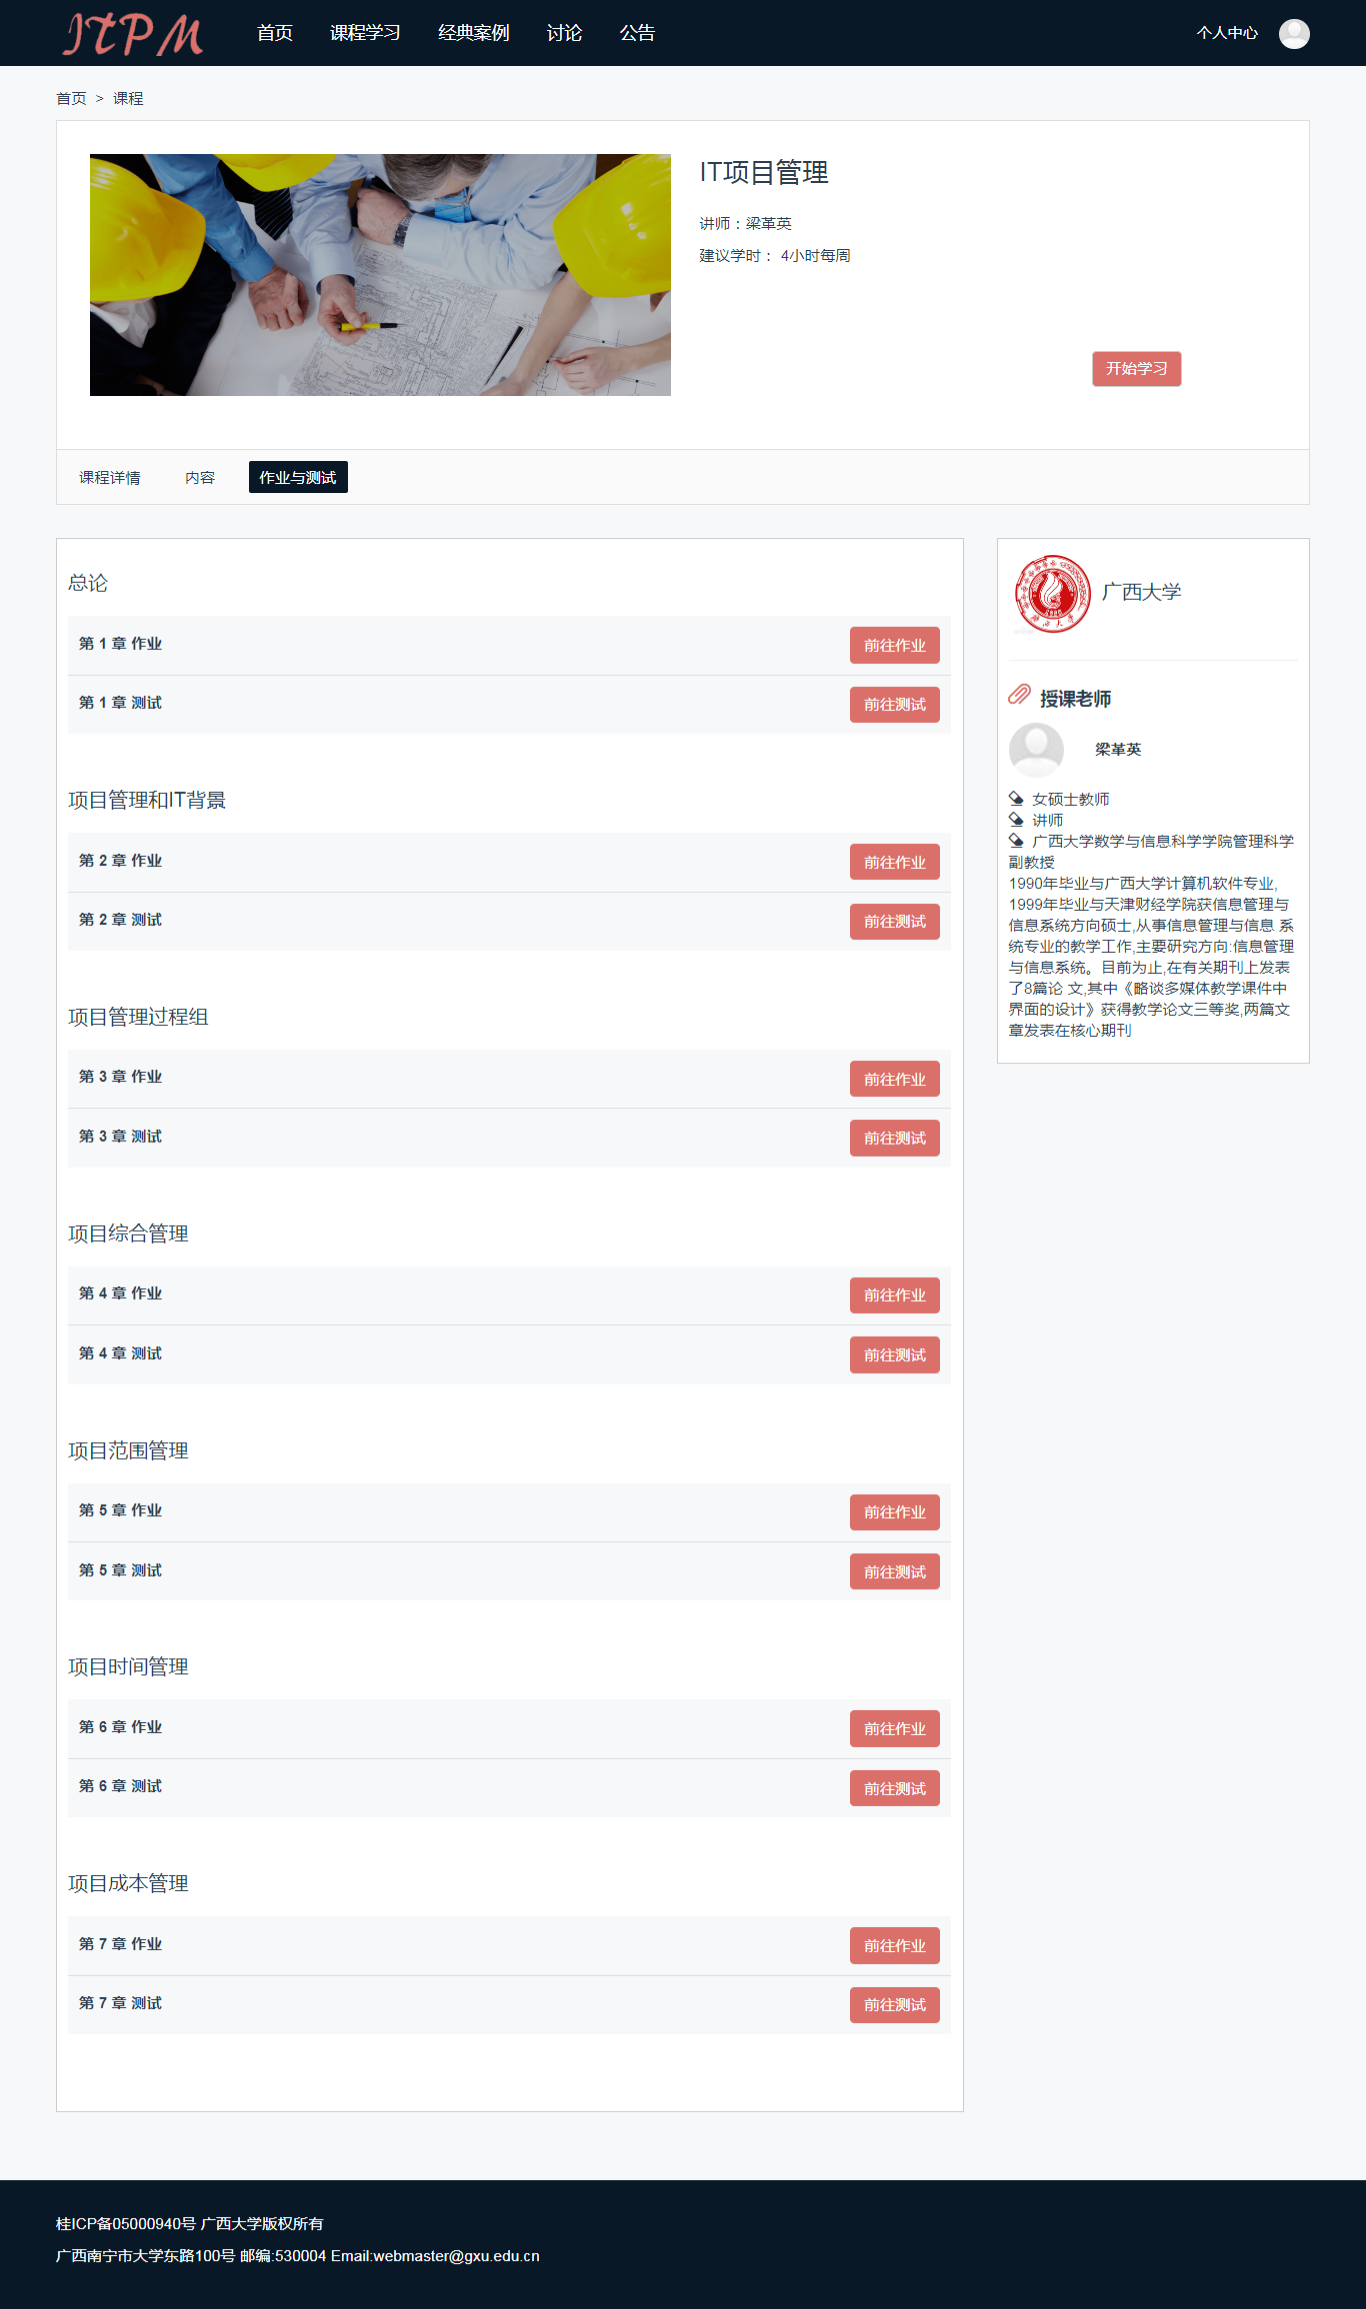 ITPM 首页 课程学习 经典案例 讨论 公告 个人中心
首页 > 课程
IT项目管理
讲师：梁革英
建议学时： 4小时每周
开始学习
课程详情 内容 作业与测试
总论
第 1 章 作业 前往作业
第 1 章 测试 前往测试
项目管理和IT背景
第 2 章 作业 前往作业
第 2 章 测试 前往测试
项目管理过程组
第 3 章 作业 前往作业
第 3 章 测试 前往测试
项目综合管理
第 4 章 作业 前往作业
第 4 章 测试 前往测试
项目范围管理
第 5 章 作业 前往作业
第 5 章 测试 前往测试
项目时间管理
第 6 章 作业 前往作业
第 6 章 测试 前往测试
项目成本管理
第 7 章 作业 前往作业
第 7 章 测试 前往测试
广西大学
授课老师
梁革英
女硕士教师
讲师
广西大学数学与信息科学学院管理科学
副教授
1990年毕业与广西大学计算机软件专业,
1999年毕业与天津财经学院获信息管理与
信息系统方向硕士,从事信息管理与信息 系
统专业的教学工作,主要研究方向:信息管理
与信息系统。目前为止,在有关期刊上发表
了8篇论 文,其中《略谈多媒体教学课件中
界面的设计》获得教学论文三等奖,两篇文
章发表在核心期刊
桂ICP备05000940号 广西大学版权所有
广西南宁市大学东路100号 邮编:530004 Email:webmaster@gxu.edu.cn